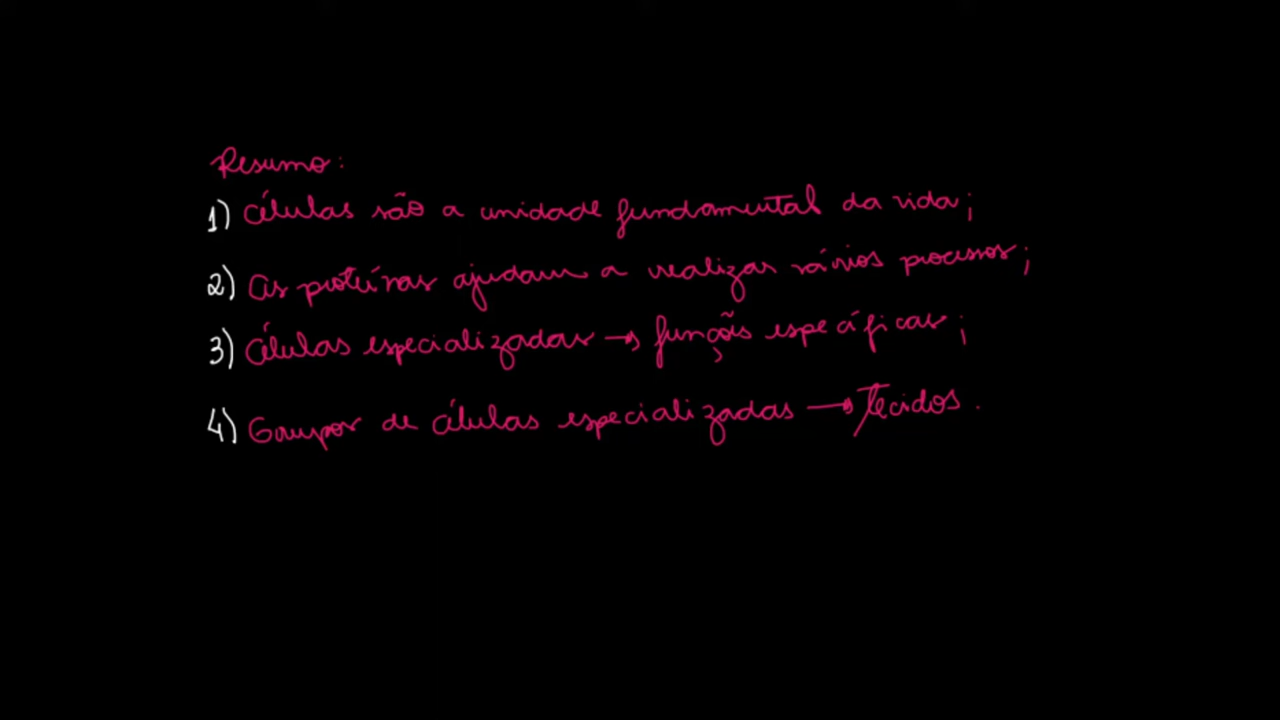 Resumo:
1) Células são a unidade fundamental da vida;
2) As proteínas ajudam a realizar vários processos;
3) Células especializadas → funções específicas;
4) Grupos de células especializadas → Tecidos.